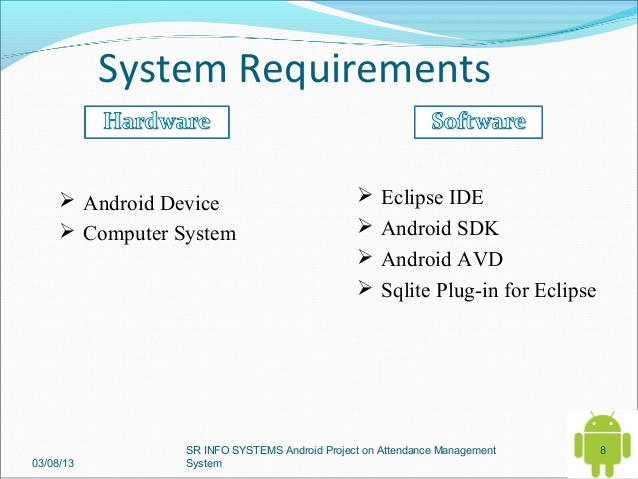 System Requirements
Hardware
Software
Android Device
Computer System
Eclipse IDE
Android SDK
Android AVD
Sqlite Plug-in for Eclipse
03/08/13
SR INFO SYSTEMS Android Project on Attendance Management
System
8